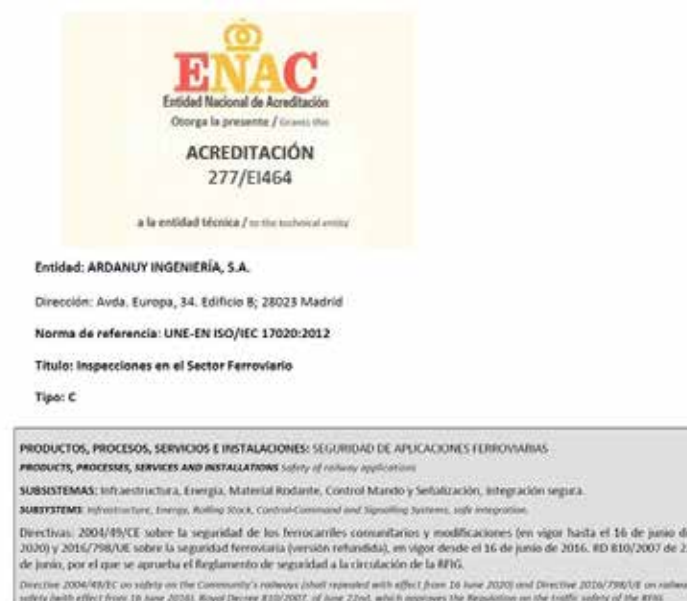 ENAC
Entidad Nacional de Acreditación
Otorga la presente / Grants this
ACREDITACIÓN
277/EI464
a la entidad técnica / to the technical entity
Entidad: ARDANUY INGENIERÍA, S.A.
Dirección: Avda. Europa, 34. Edificio B; 28023 Madrid
Norma de referencia: UNE-EN ISO/IEC 17020:2012
Título: Inspecciones en el Sector Ferroviario
Tipo: C
PRODUCTOS, PROCESOS, SERVICIOS E INSTALACIONES: SEGURIDAD DE APLICACIONES FERROVIARIAS
PRODUCTS, PROCESSES, SERVICES AND INSTALLATIONS Safety of railway applications
SUBSISTEMAS: Infraestructura, Energía, Material Rodante, Control Mando y Señalización, integración segura.
SUBSYSTEMS: Infrastructure, Energy, Rolling Stock, Control-Command and Signalling Systems, safe integration.
Directivas: 2004/49/CE sobre la seguridad de los ferrocarriles comunitarios y modificaciones (en vigor hasta el 16 de junio de
2020) y 2016/798/UE sobre la seguridad ferroviaria (versión refundida), en vigor desde el 16 de junio de 2016. RD 810/2007 de 2
de junio, por el que se aprueba el Reglamento de seguridad a la circulación de la RFIG.
Directive 2004/49/EC on safety on the Community's railways (shall repealed with effect from 16 June 2020) and Directive 2016/798/UE on railway
safety (with effect from 16 June 2016). Royal Decree 810/2007, of June 22nd, which approves the Regulation on the traffic safety of the RFIG.